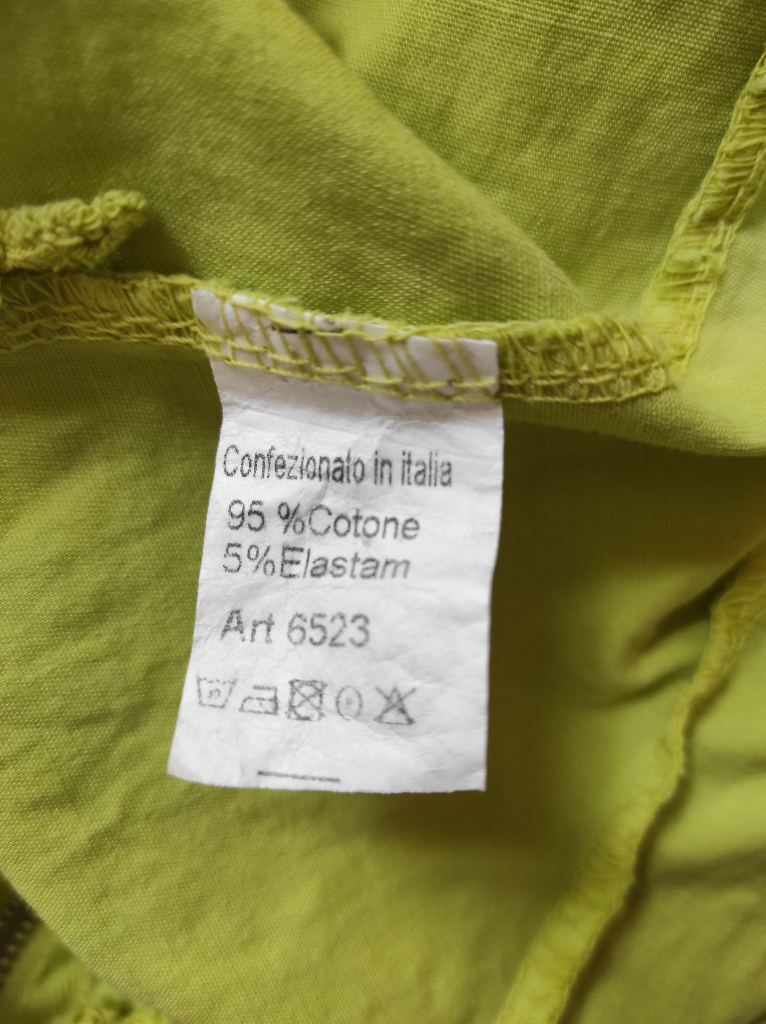 Confezionato in italia
95 %Cotone
5%Elastam
Art 6523